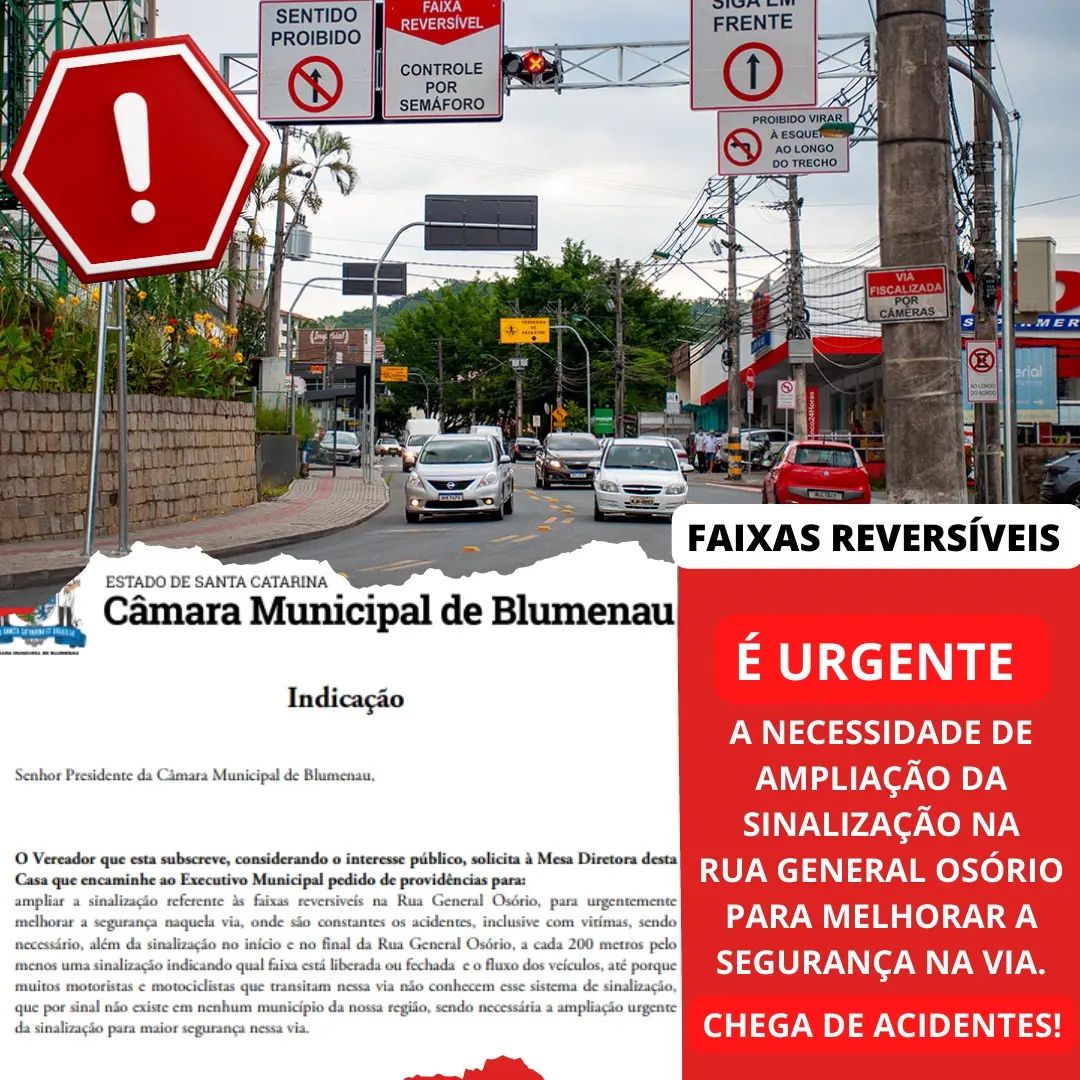 SENTIDO
PROIBIDO
FAIXA
REVERSÍVEL
CONTROLE
POR
SEMÁFORO
SIGA EM
FRENTE
PROIBIDO VIRAR
À ESQUE
AO LONGO
DO TRECHO
VIA
FISCALIZADA
POR
CÂMERAS
AO LONGO
FAIXAS REVERSÍVEIS
ESTADO DE SANTA CATARINA
Câmara Municipal de Blumenau
Indicação
Senhor Presidente da Câmara Municipal de Blumenau,
O Vereador que esta subscreve, considerando o interesse público, solicita à Mesa Diretora desta
Casa que encaminhe ao Executivo Municipal pedido de providências para:
ampliar a sinalização referente às faixas reversiveis na Rua General Osório, para urgentemente
melhorar a segurança naquela via, onde são constantes os acidentes, inclusive com vitímas, sendo
necessário, além da sinalização no início e no final da Rua General Osório, a cada 200 metros pelo
menos uma sinalização indicando qual faixa está liberada ou fechada e o fluxo dos veículos, até porque
muitos motoristas e motociclistas que transitam nessa via não conhecem esse sistema de sinalização,
que por sinal não existe em nenhum município da nossa região, sendo necessária a ampliação urgente
da sinalização para maior segurança nessa via.
É URGENTE
A NECESSIDADE DE
AMPLIAÇÃO DA
SINALIZAÇÃO NA
RUA GENERAL OSÓRIO
PARA MELHORAR A
SEGURANÇA NA VIA.
CHEGA DE ACIDENTES!